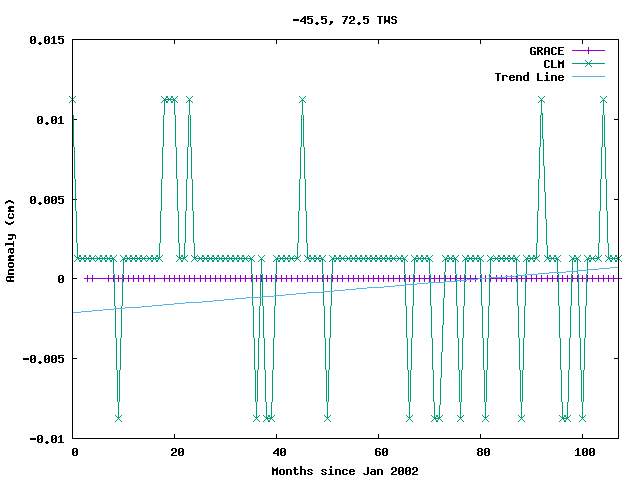 -45.5, 72.5 TWS
GRACE
CLM
Trend Line
0.015
0.01
0.005
0
-0.005
-0.01
Anomaly (cm)
0 20 40 60 80 100
Months since Jan 2002